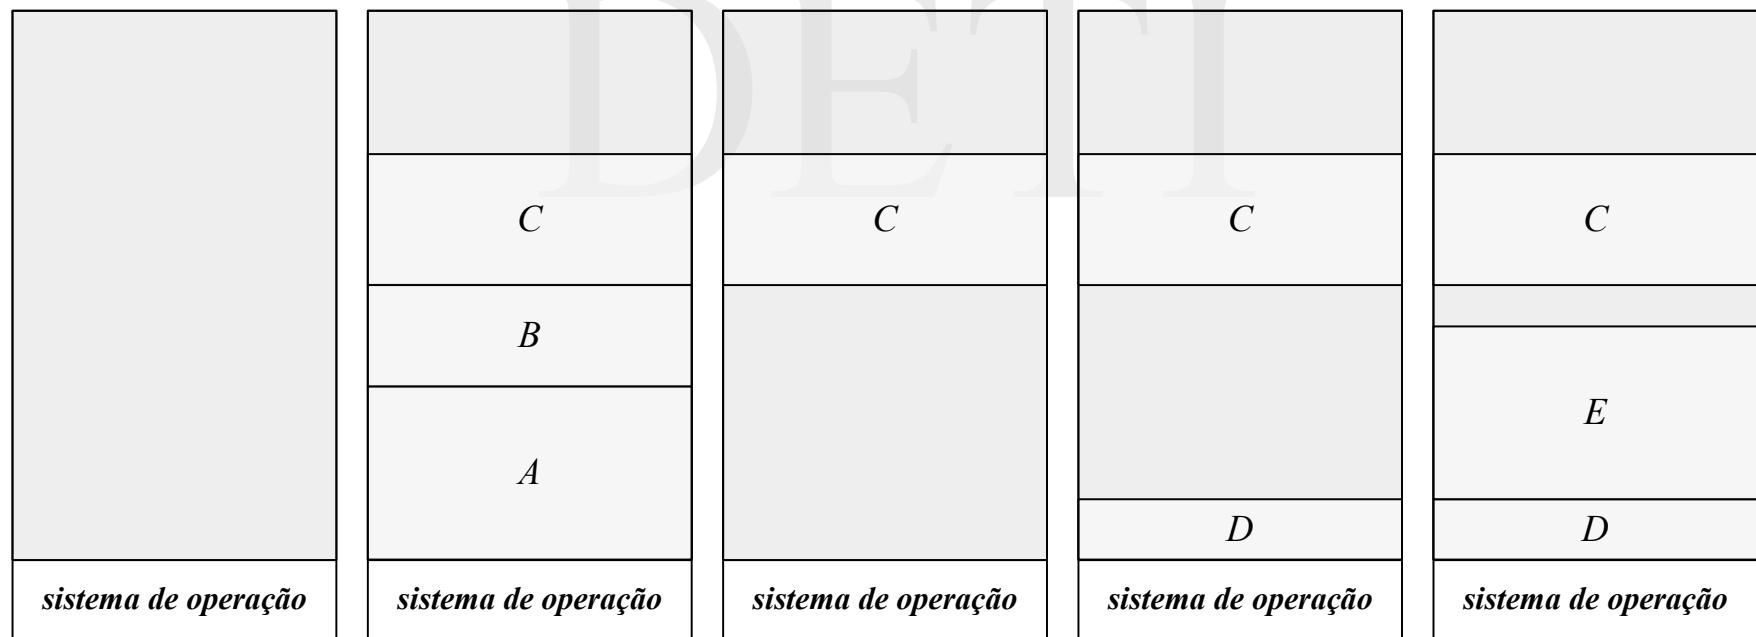 DETI
C
C
C
C
B
E
A
D
D
sistema de operação
sistema de operação
sistema de operação
sistema de operação
sistema de operação